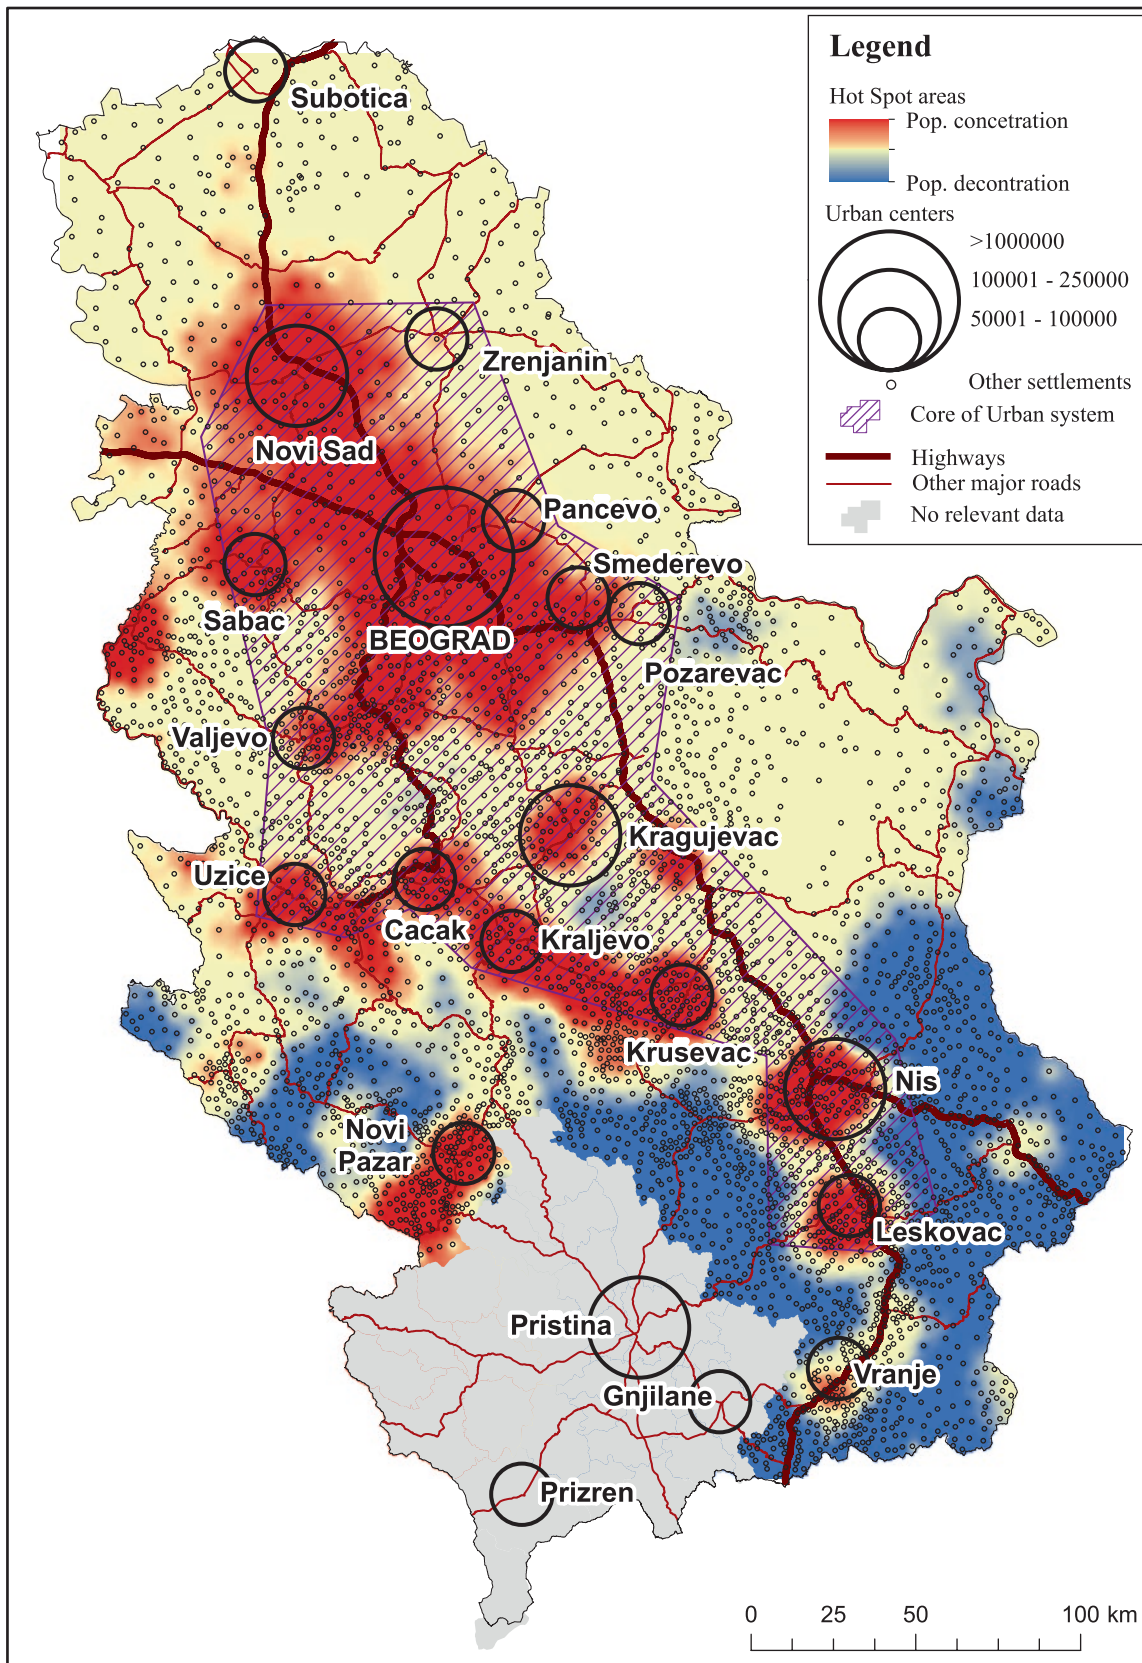 Legend
Hot Spot areas
Pop. concetration
Pop. decontration
Urban centers
>1000000
100001 - 250000
50001 - 100000
Other settlements
Core of Urban system
Highways
Other major roads
No relevant data
Subotica
Zrenjanin
Novi Sad
Pancevo
Smederevo
Sabac
BEOGRAD
Pozarevac
Valjevo
Kragujevac
Uzice
Cacak
Kraljevo
Krusevac
Nis
Novi
Pazar
Leskovac
Pristina
Vranje
Gnjilane
Prizren
0 25 50 100 km